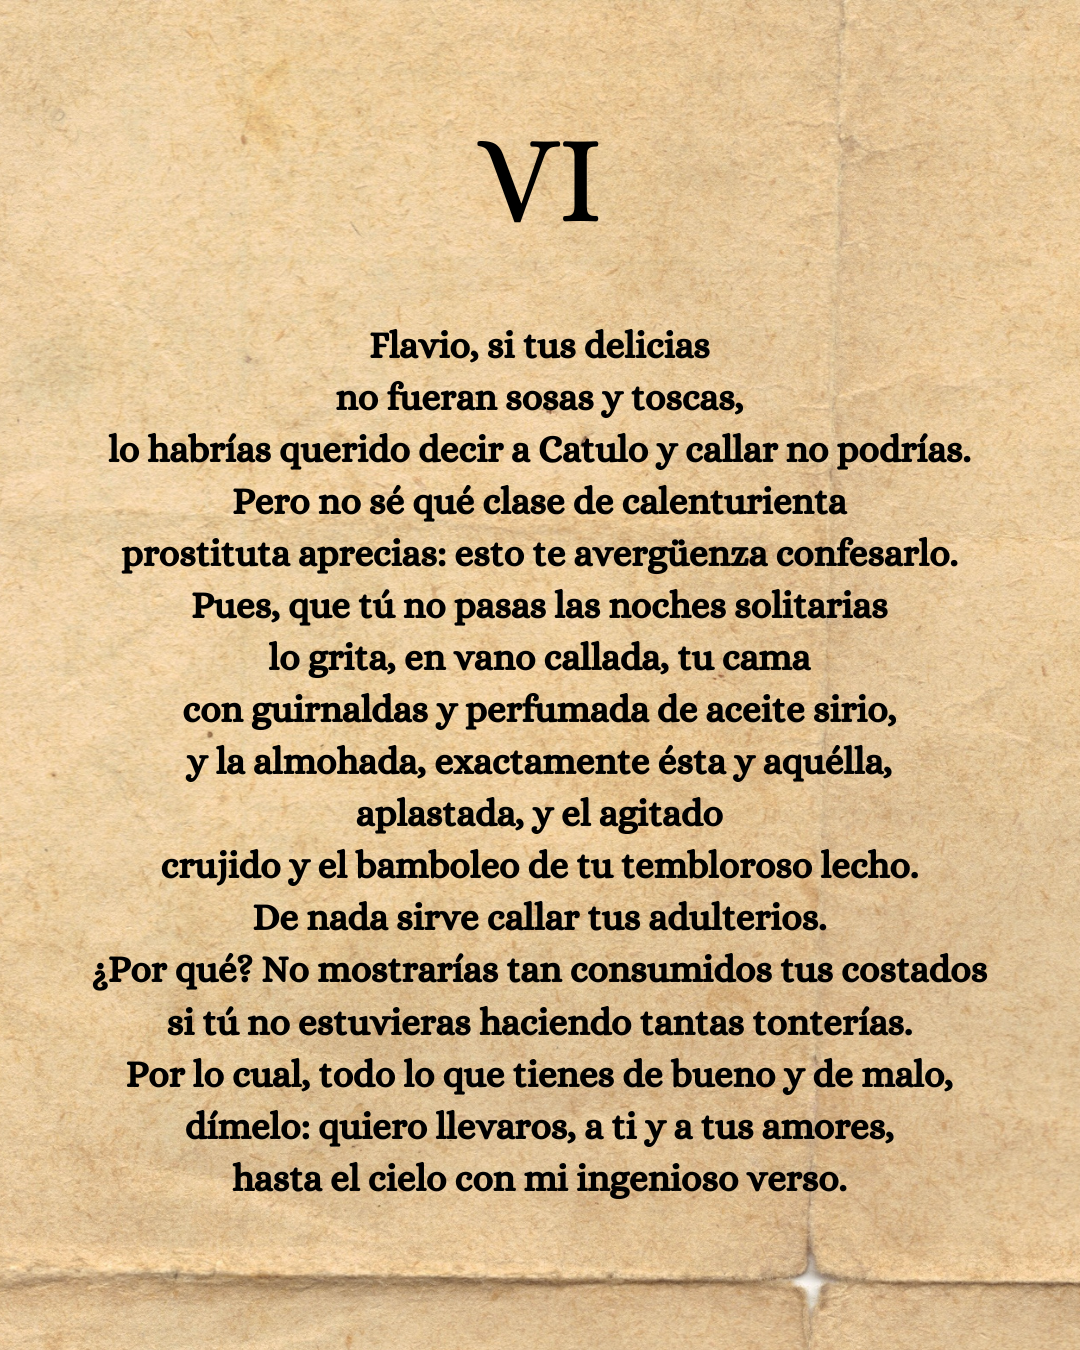 VI
Flavio, si tus delicias
no fueran sosas y toscas,
lo habrías querido decir a Catulo y callar no podrías.
Pero no sé qué clase de calenturienta
prostituta aprecias: esto te avergüenza confesarlo.
Pues, que tú no pasas las noches solitarias
lo grita, en vano callada, tu cama
con guirnaldas y perfumada de aceite sirio,
y la almohada, exactamente ésta y aquélla,
aplastada, y el agitado
crujido y el bamboleo de tu tembloroso lecho.
De nada sirve callar tus adulterios.
¿Por qué? No mostrarías tan consumidos tus costados
si tú no estuvieras haciendo tantas tonterías.
Por lo cual, todo lo que tienes de bueno y de malo,
dímelo: quiero llevaros, a ti y a tus amores,
hasta el cielo con mi ingenioso verso.